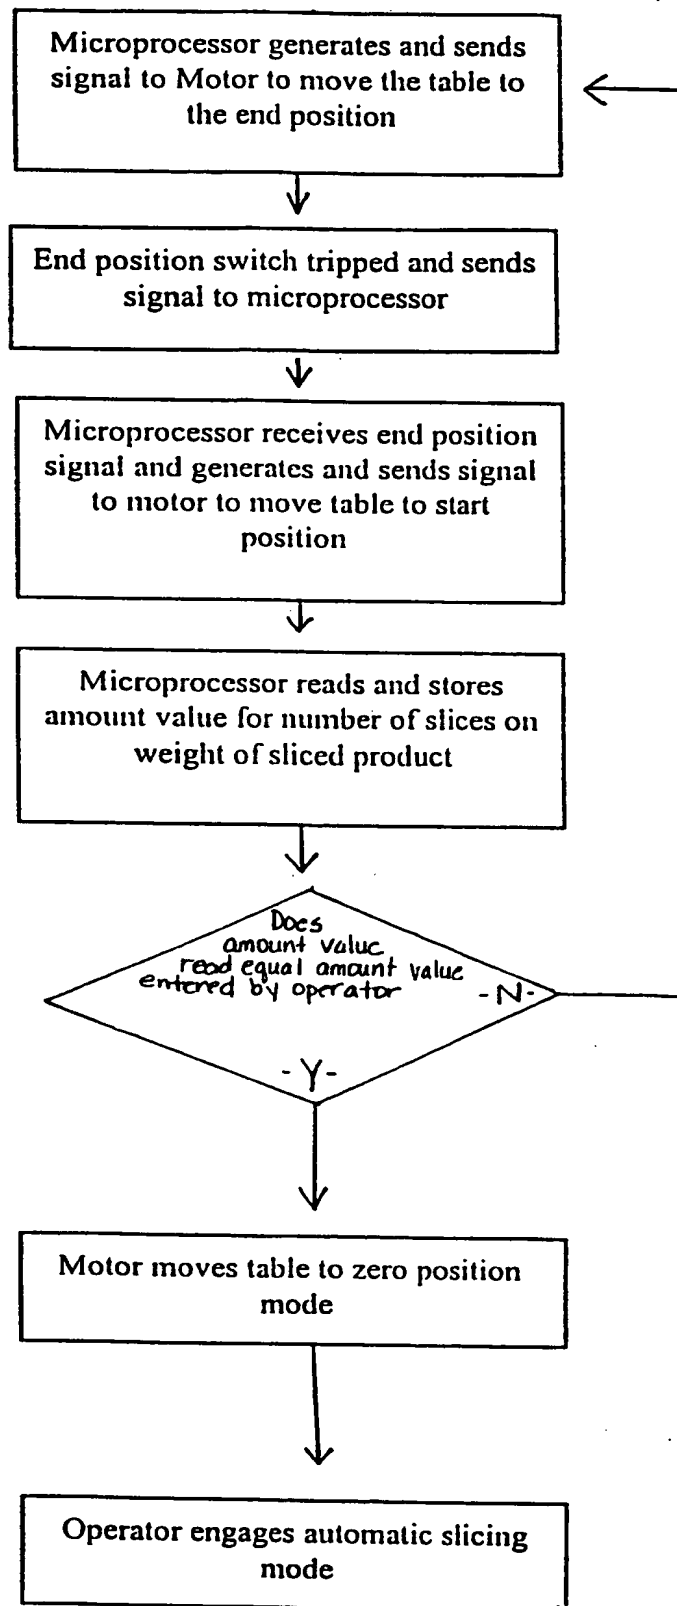 Microprocessor generates and sends
signal to Motor to move the table to
the end position
End position switch tripped and sends
signal to microprocessor
Microprocessor receives end position
signal and generates and sends signal
to motor to move table to start
position
Microprocessor reads and stores
amount value for number of slices on
weight of sliced product
Does
amount value
read equal amount value
entered by operator
-N-
-Y-
Motor moves table to zero position
mode
Operator engages automatic slicing
mode